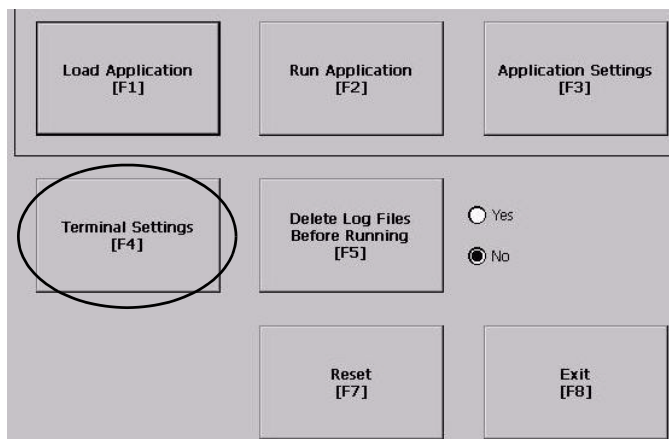 Load Application
[F1]
Run Application
[F2]
Application Settings
[F3]
Terminal Settings
[F4]
Delete Log Files
Before Running
[F5]
Yes
No
Reset
[F7]
Exit
[F8]